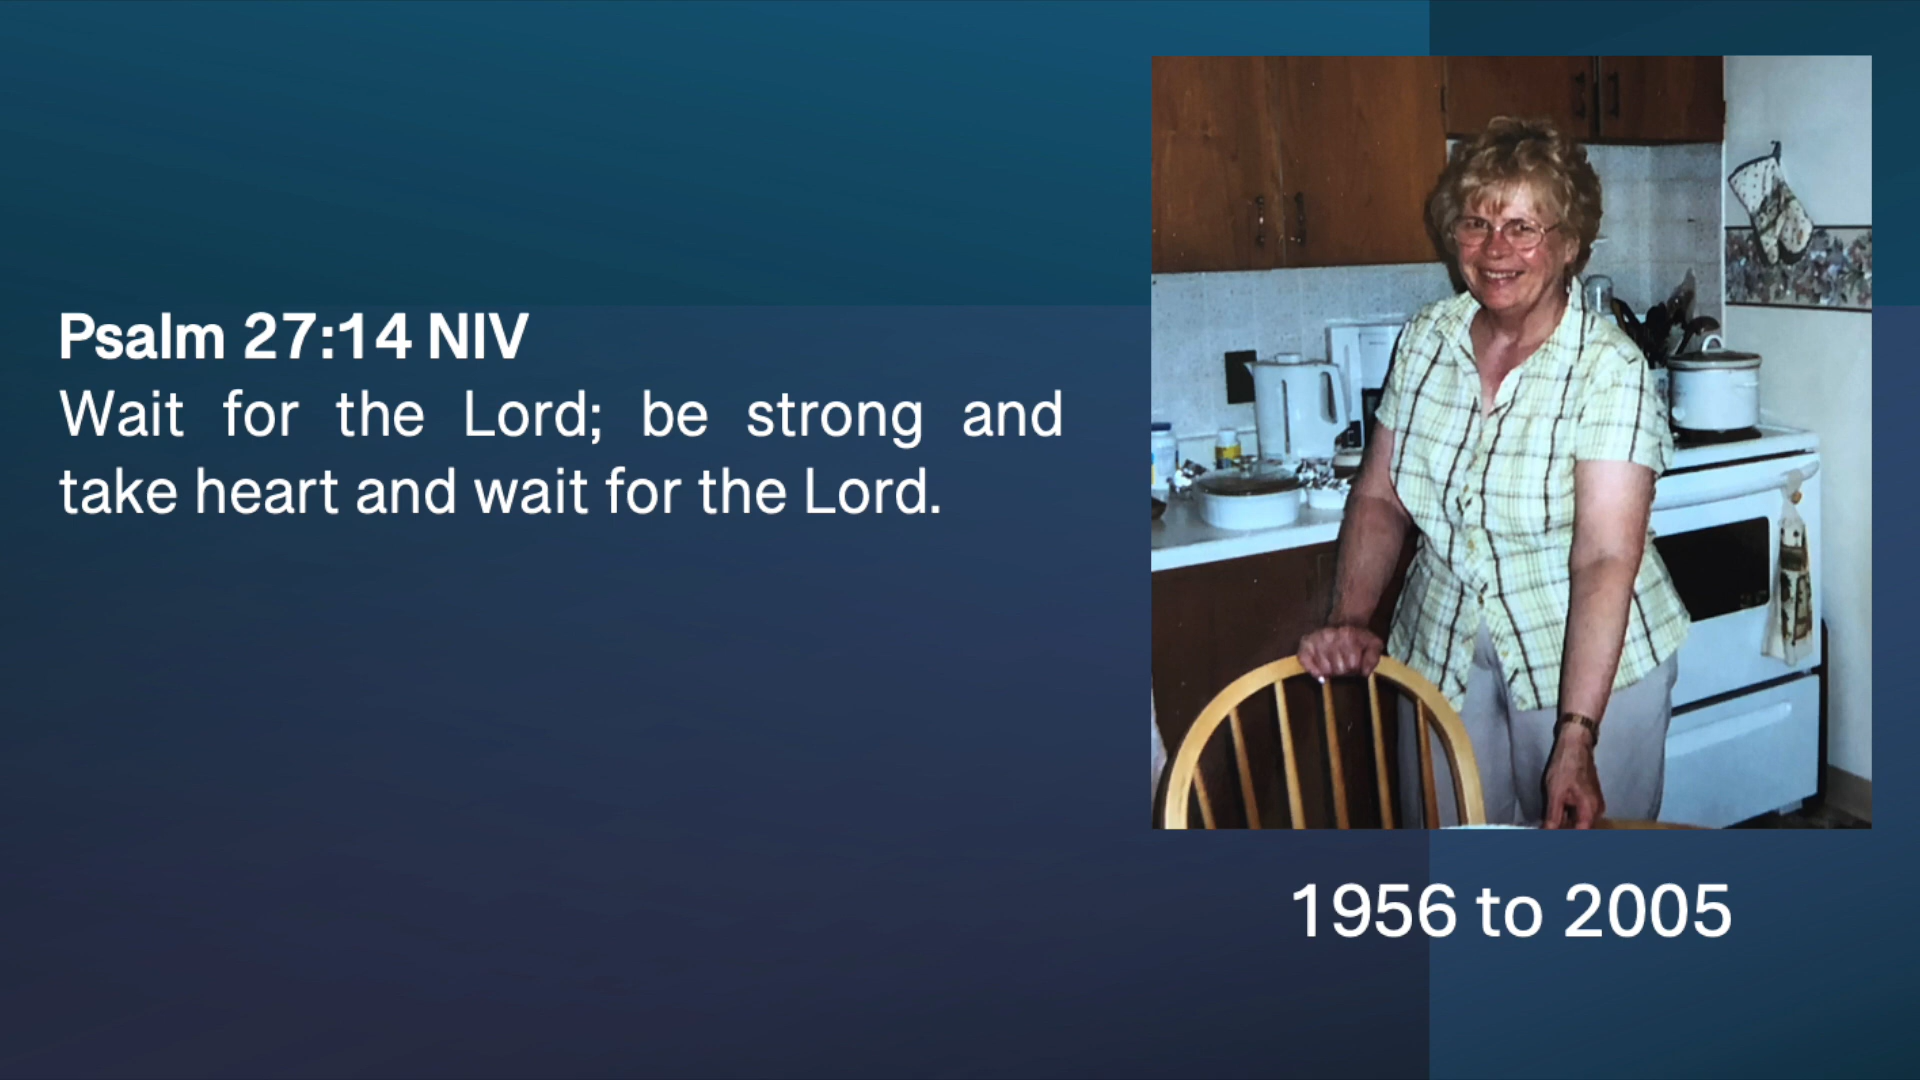 Psalm 27:14 NIV
Wait for the Lord; be strong and
take heart and wait for the Lord.
1956 to 2005